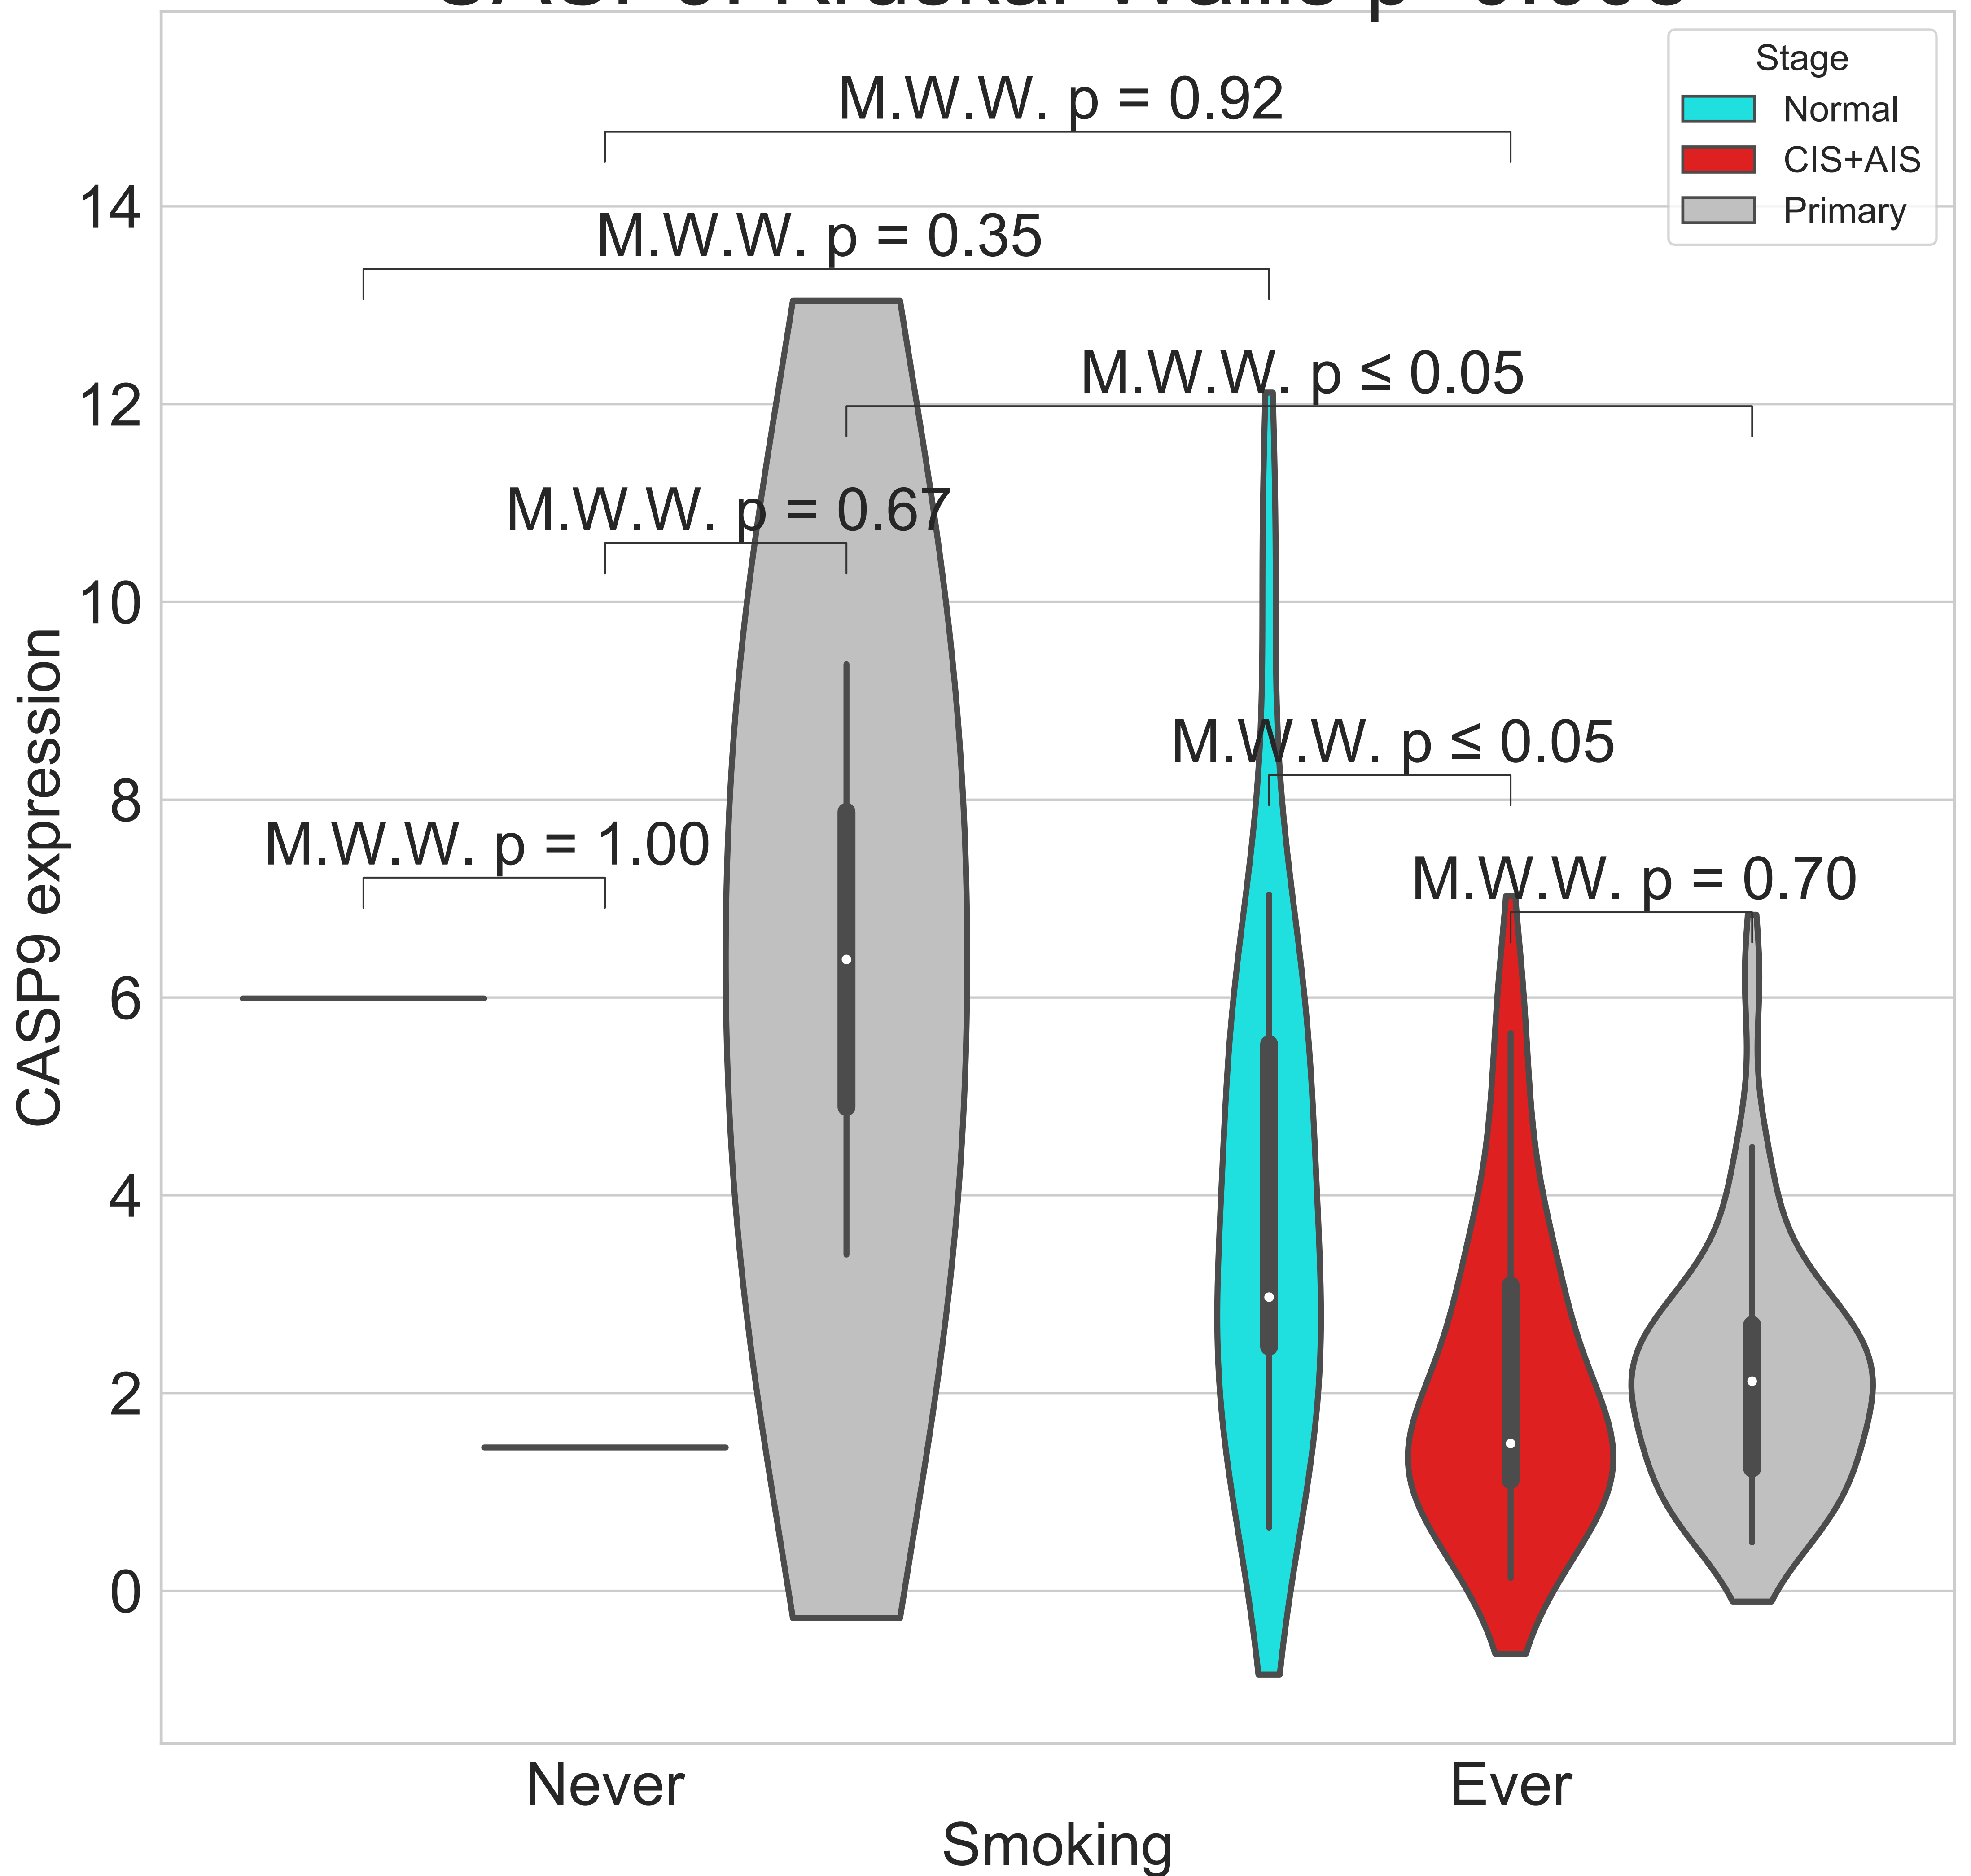 Stage
Normal
CIS+AIS
Primary
M.W.W. p = 0.92
M.W.W. p = 0.35
M.W.W. p ≤ 0.05
M.W.W. p = 0.67
M.W.W. p ≤ 0.05
M.W.W. p = 1.00
M.W.W. p = 0.70
14
12
10
8
6
4
2
0
CASP9 expression
Never
Ever
Smoking